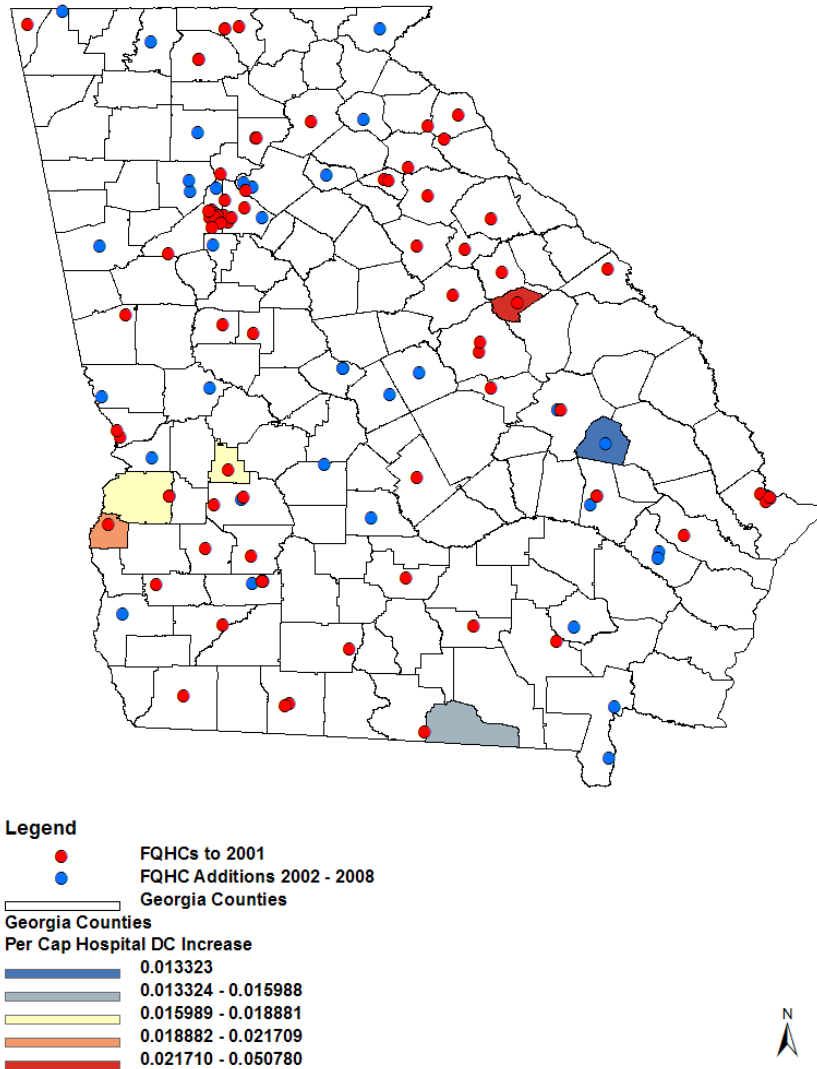 Legend
FQHCs to 2001
FQHC Additions 2002 - 2008
Georgia Counties
Georgia Counties
Per Cap Hospital DC Increase
0.013323
0.013324 - 0.015988
0.015989 - 0.018881
0.018882 - 0.021709
0.021710 - 0.050780
N